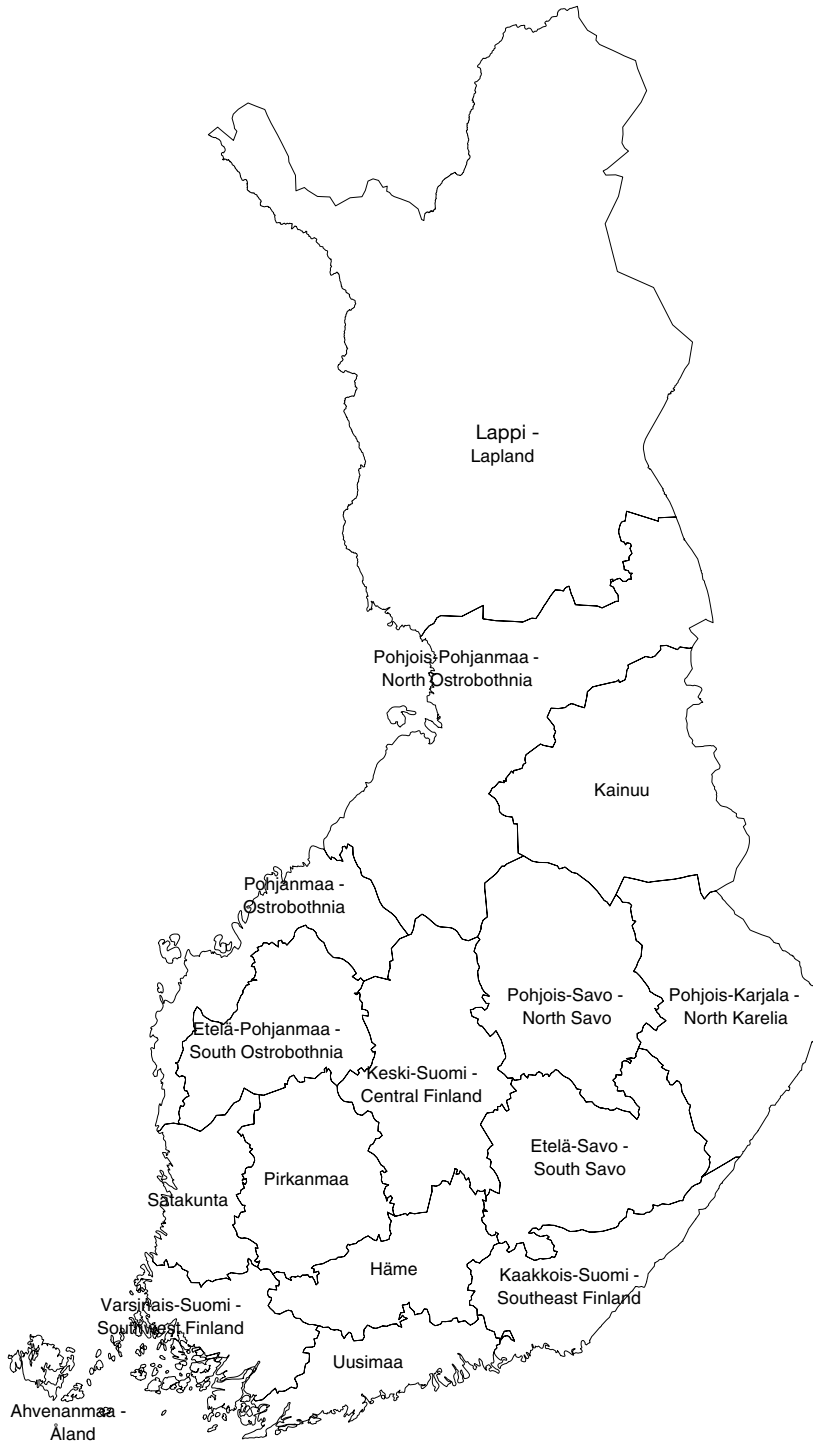 Lappi -
Lapland
Pohjois-Pohjanmaa -
North Ostrobothnia
Kainuu
Pohjanmaa -
Ostrobothnia
Pohjois-Savo -
North Savo
Pohjois-Karjala -
North Karelia
Etelä-Pohjanmaa -
South Ostrobothnia
Keski-Suomi -
Central Finland
Etelä-Savo -
South Savo
Pirkanmaa
Satakunta
Häme
Kaakkois-Suomi -
Southeast Finland
Varsinais-Suomi -
Southwest Finland
Uusimaa
Ahvenanmaa -
Åland